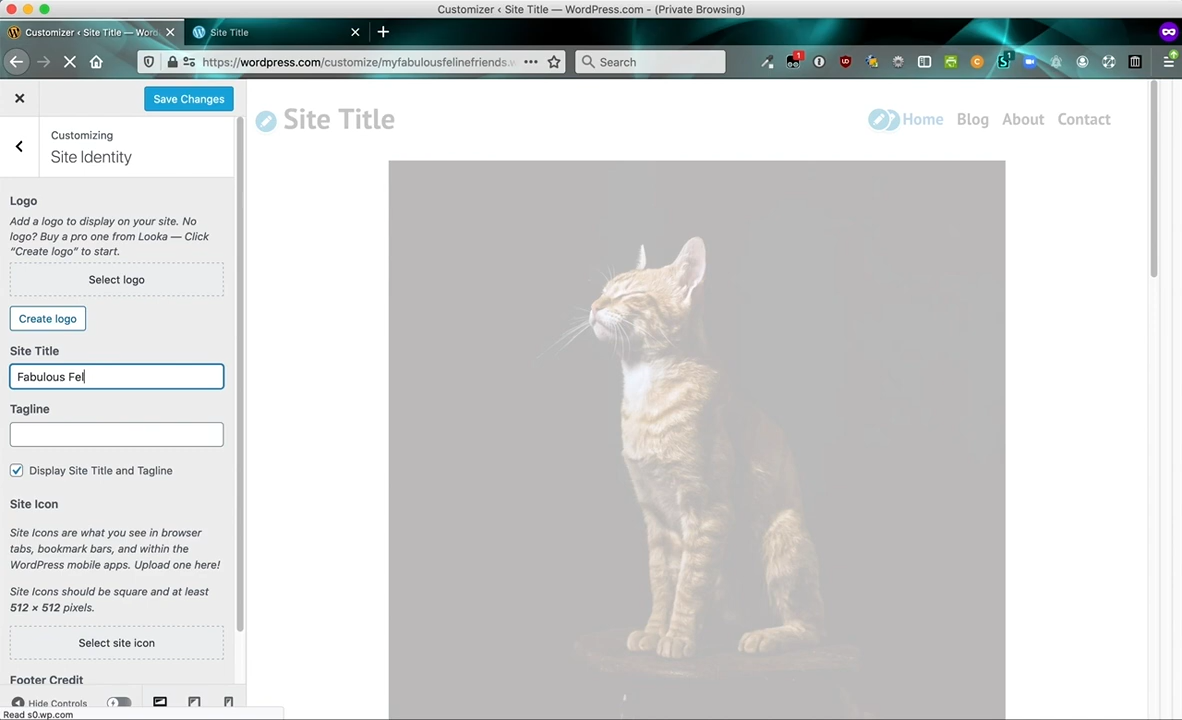 Customizer ‹ Site Title — WordPress.com - (Private Browsing)
Customizer ‹ Site Title — Word
Site Title
https://wordpress.com/customize/myfabulousfelinefriends.w
Search
Save Changes
Customizing
Site Identity
Logo
Add a logo to display on your site. No
logo? Buy a pro one from Looka — Click
"Create logo" to start.
Select logo
Create logo
Site Title
Fabulous Fel
Tagline
Display Site Title and Tagline
Site Icon
Site Icons are what you see in browser
tabs, bookmark bars, and within the
WordPress mobile apps. Upload one here!
Site Icons should be square and at least
512 × 512 pixels.
Select site icon
Footer Credit
Hide Controls
Read s0.wp.com
Site Title
Home Blog About Contact